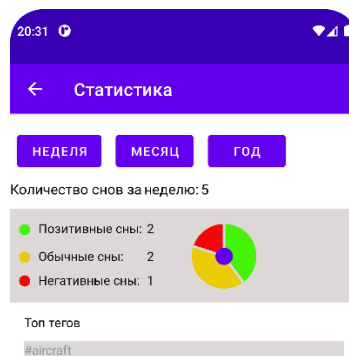 20:31
Статистика
НЕДЕЛЯ МЕСЯЦ ГОД
Количество снов за неделю: 5
Позитивные сны: 2
Обычные сны: 2
Негативные сны: 1
Топ тегов
#aircraft